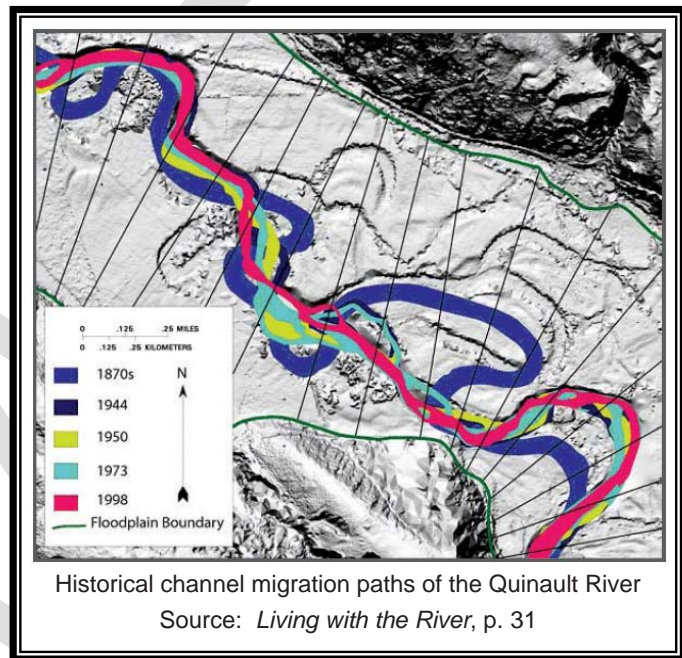 0 .125 .25 MILES
0 .125 .25 KILOMETERS
1870s
N
1944
1950
1973
1998
Floodplain Boundary
Historical channel migration paths of the Quinault River
Source: Living with the River, p. 31